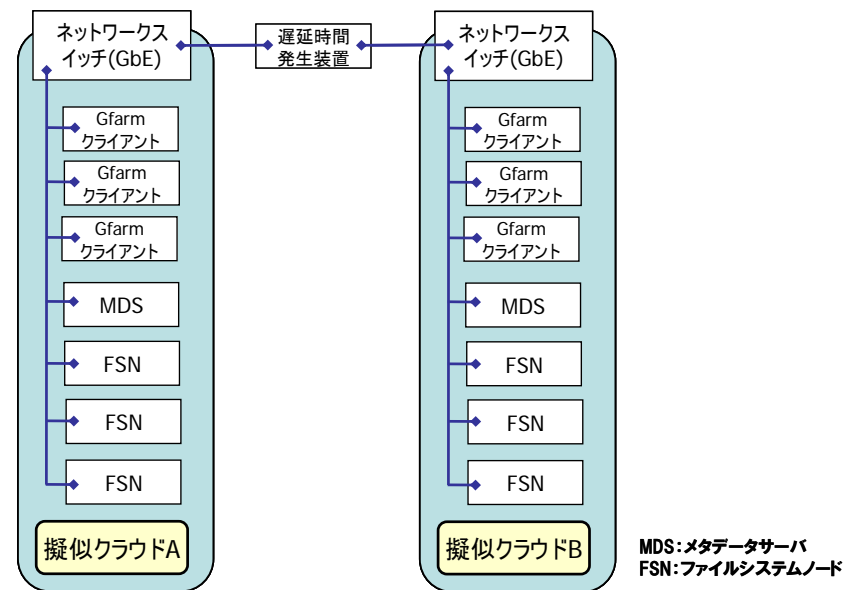 ネットワークス
イッチ(GbE)
遅延時間
発生装置
ネットワークス
イッチ(GbE)
Gfarm
クライアント
Gfarm
クライアント
Gfarm
クライアント
MDS
FSN
FSN
FSN
擬似クラウドA
Gfarm
クライアント
Gfarm
クライアント
Gfarm
クライアント
MDS
FSN
FSN
FSN
擬似クラウドB
MDS：メタデータサーバ
FSN：ファイルシステムノード